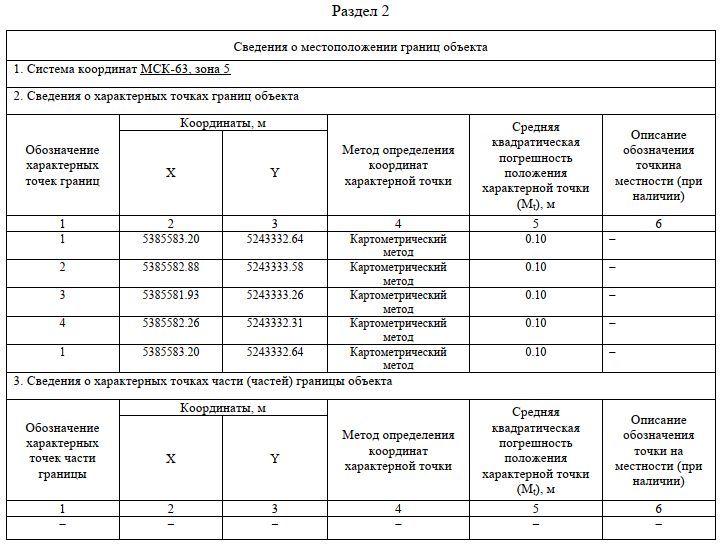 Раздел 2
Сведения о местоположении границ объекта
1. Система координат МСК-63, зона 5
2. Сведения о характерных точках границ объекта
Обозначение
характерных
точек границ
Координаты, м
X
Y
Метод определения
координат
характерной точки
Средняя
квадратическая
погрешность
положения
характерной точки
(Mt), м
Описание
обозначения
точкина
местности (при
наличии)
1 2 3 4 5 6
1 5385583.20 5243332.64 Картометрический 0.10 –
метод
2 5385582.88 5243333.58 Картометрический 0.10 –
метод
3 5385581.93 5243333.26 Картометрический 0.10 –
метод
4 5385582.26 5243332.31 Картометрический 0.10 –
метод
1 5385583.20 5243332.64 Картометрический 0.10 –
метод
3. Сведения о характерных точках части (частей) границы объекта
Обозначение
характерных
точек части
границы
Координаты, м
X
Y
Метод определения
координат
характерной точки
Средняя
квадратическая
погрешность
положения
характерной точки
(Mt), м
Описание
обозначения
точки на
местности (при
наличии)
1 2 3 4 5 6
– – – – – –